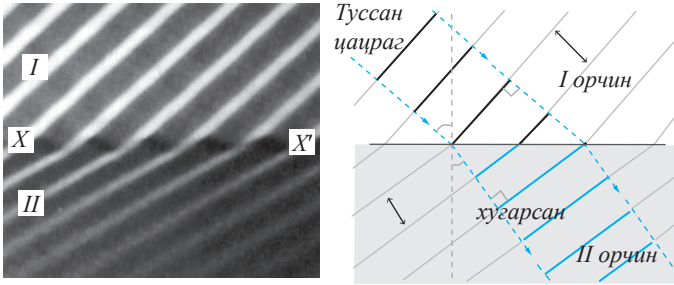 I
X
X'
II
Туссан
цацраг
I орчин
хугарсан
II орчин